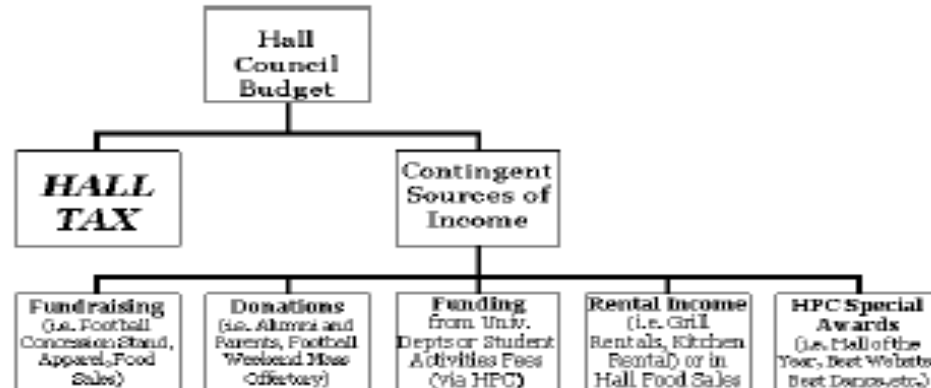 Hall
Council
Budget
HALL
TAX
Contingent
Sources of
Income
Fundraising
(i.e. Football
Concession Stand,
Apparel, Food
Sales)
Donations
(i.e. Alumni and
Parents, Football
Weekend Mass
Offertory)
Funding
from Univ.
Depts or Student
Activities Fees
(via HPC)
Rental Income
(i.e. Grill
Rentals, Kitchen
Rental) or in
Hall Food Sales
HPC Special
Awards
(i.e. Hall of the
Year, Best Website,
Best Dance, etc.)